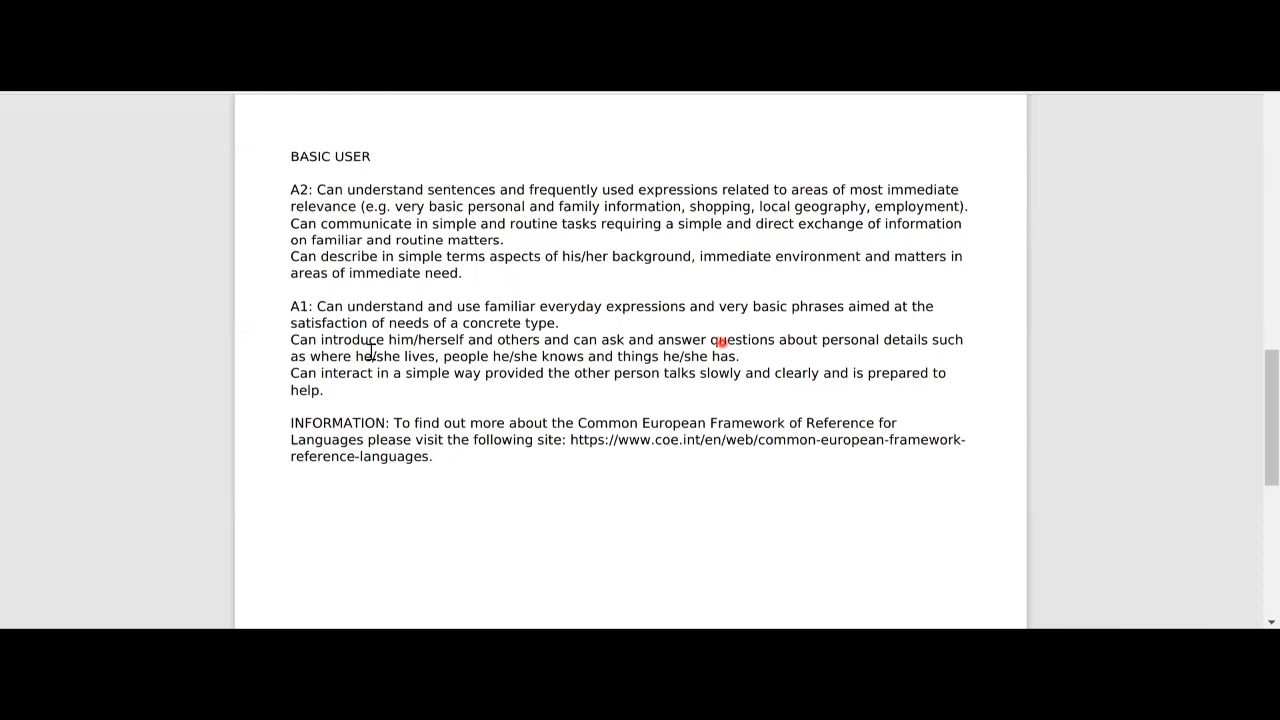 BASIC USER
A2: Can understand sentences and frequently used expressions related to areas of most immediate
relevance (e.g. very basic personal and family information, shopping, local geography, employment).
Can communicate in simple and routine tasks requiring a simple and direct exchange of information
on familiar and routine matters.
Can describe in simple terms aspects of his/her background, immediate environment and matters in
areas of immediate need.
A1: Can understand and use familiar everyday expressions and very basic phrases aimed at the
satisfaction of needs of a concrete type.
Can introduce him/herself and others and can ask and answer questions about personal details such
as where he/she lives, people he/she knows and things he/she has.
Can interact in a simple way provided the other person talks slowly and clearly and is prepared to
help.
INFORMATION: To find out more about the Common European Framework of Reference for
Languages please visit the following site: https://www.coe.int/en/web/common-european-framework-
reference-languages.